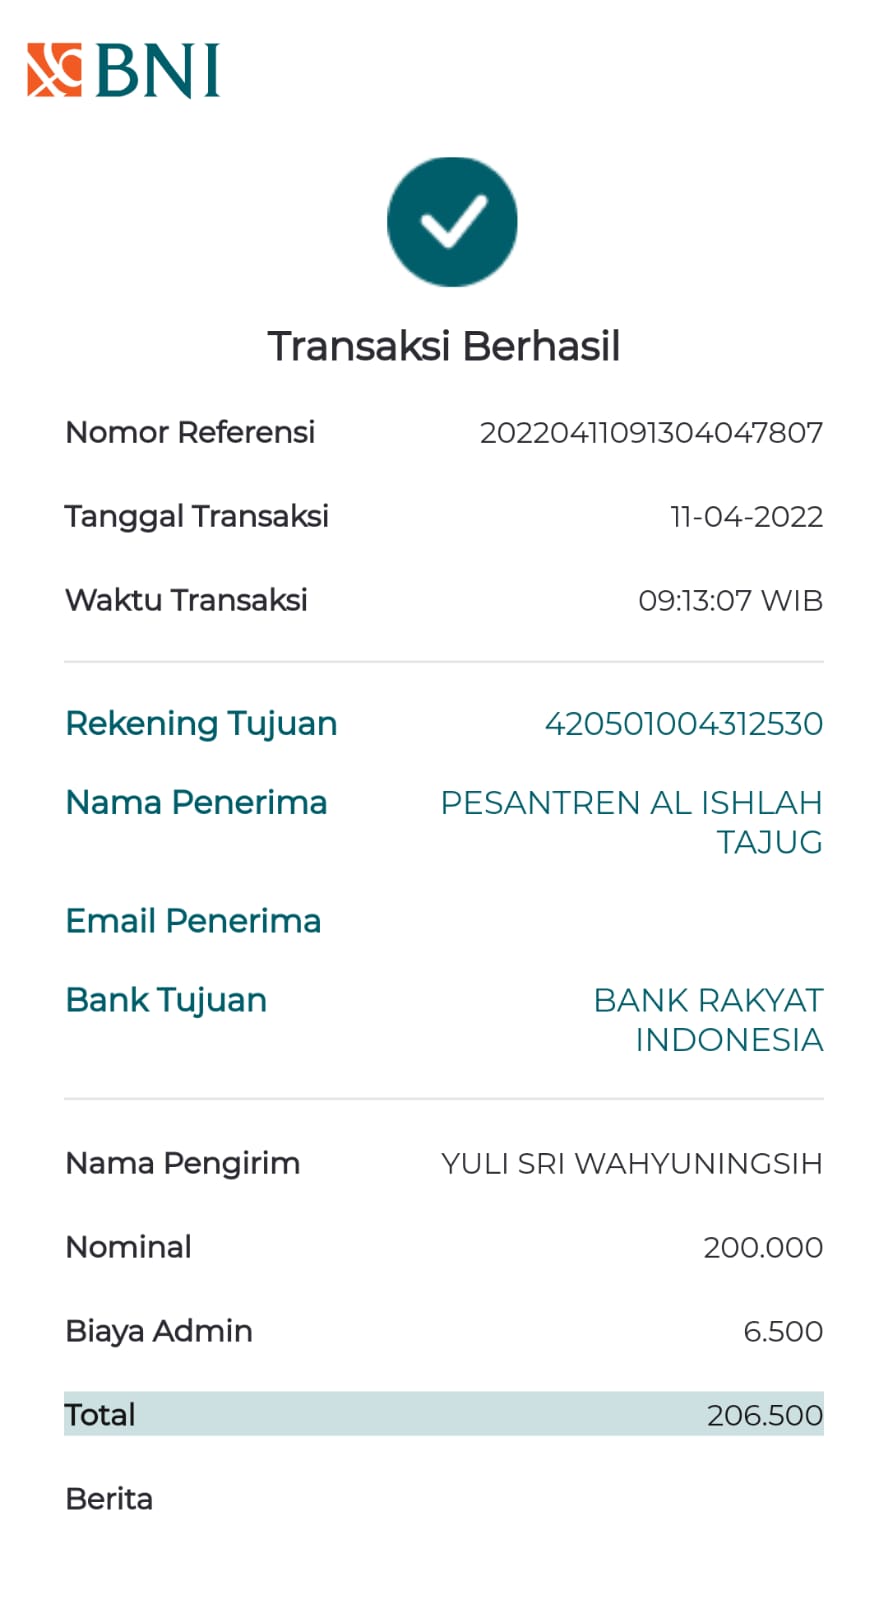 BNI
Transaksi Berhasil
Nomor Referensi 20220411091304047807
Tanggal Transaksi 11-04-2022
Waktu Transaksi 09:13:07 WIB
Rekening Tujuan 420501004312530
Nama Penerima PESANTREN AL ISHLAH
TAJUG
Email Penerima
Bank Tujuan BANK RAKYAT
INDONESIA
Nama Pengirim YULI SRI WAHYUNINGSIH
Nominal 200.000
Biaya Admin 6.500
Total 206.500
Berita